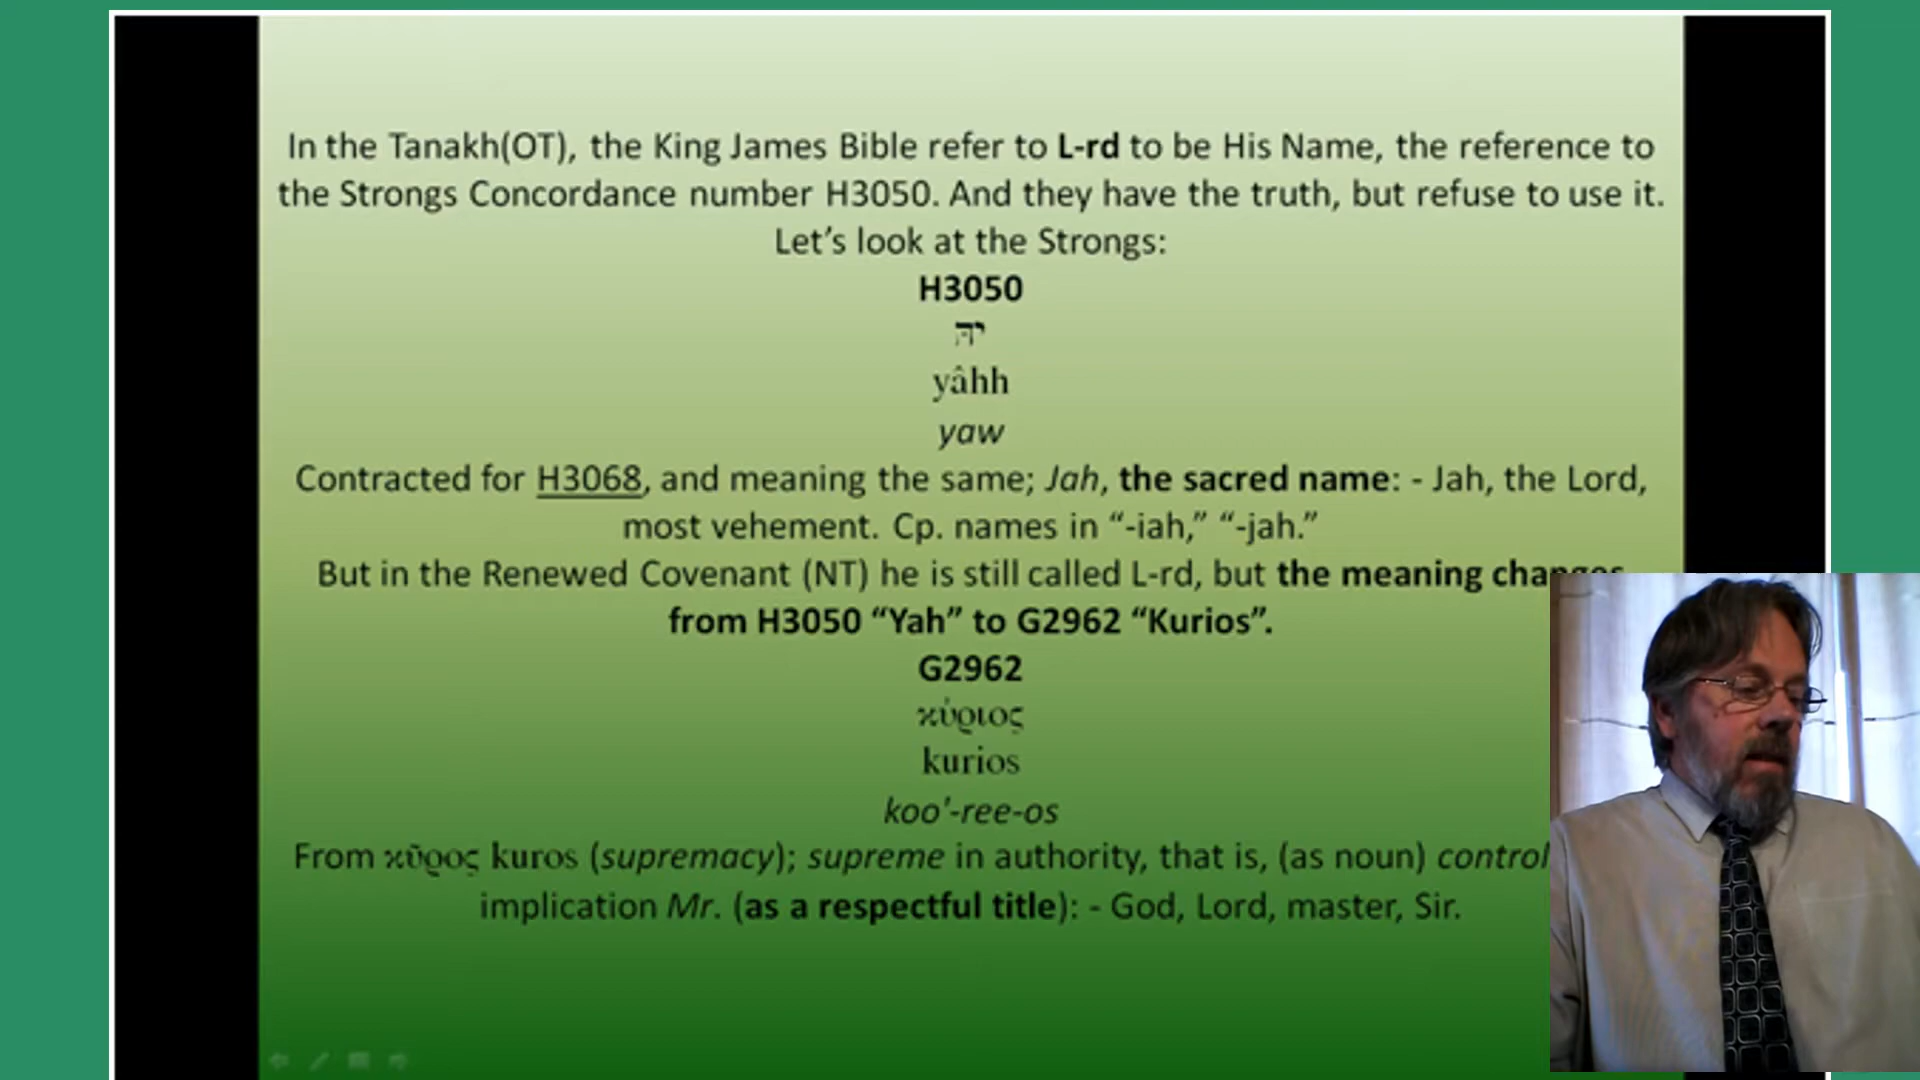 In the Tanakh(OT), the King James Bible refer to L-rd to be His Name, the reference to
the Strongs Concordance number H3050. And they have the truth, but refuse to use it.
Let’s look at the Strongs:
H3050
יהּ
yâhh
yaw
Contracted for H3068, and meaning the same; Jah, the sacred name: - Jah, the Lord,
most vehement. Cp. names in “-iah,” “-jah.”
But in the Renewed Covenant (NT) he is still called L-rd, but the meaning changes
from H3050 “Yah” to G2962 “Kurios”.
G2962
κύριος
kurios
koo'-ree-os
From κῦρος kuros (supremacy); supreme in authority, that is, (as noun)
implication Mr. (as a respectful title): - God, Lord, master, Sir.